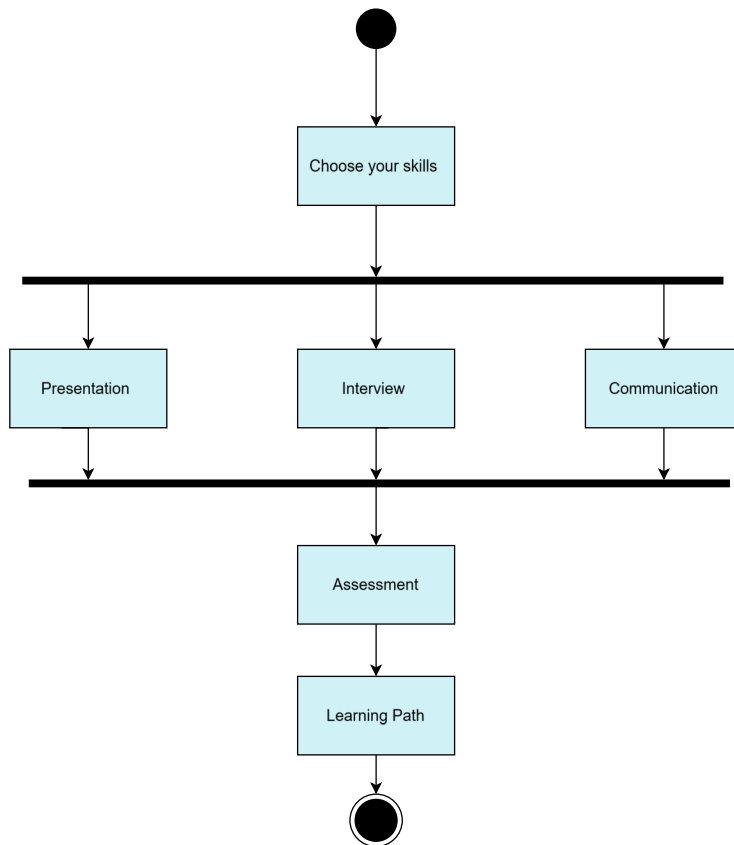 Choose your skills
Presentation
Interview
Communication
Assessment
Learning Path